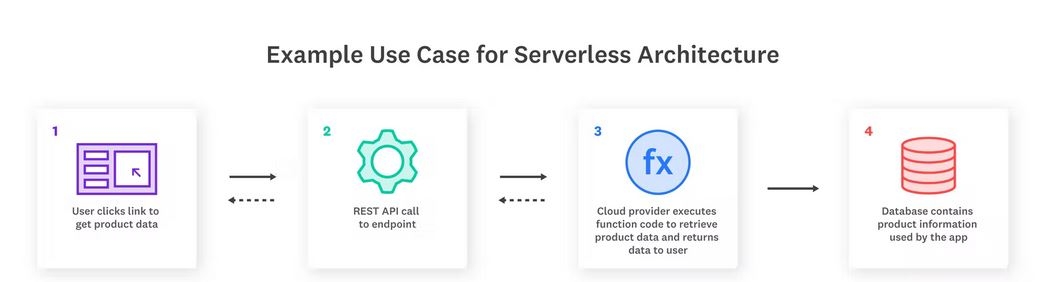 Example Use Case for Serverless Architecture
1
User clicks link to
get product data
2
REST API call
to endpoint
3
fx
Cloud provider executes
function code to retrieve
product data and returns
data to user
4
Database contains
product information
used by the app